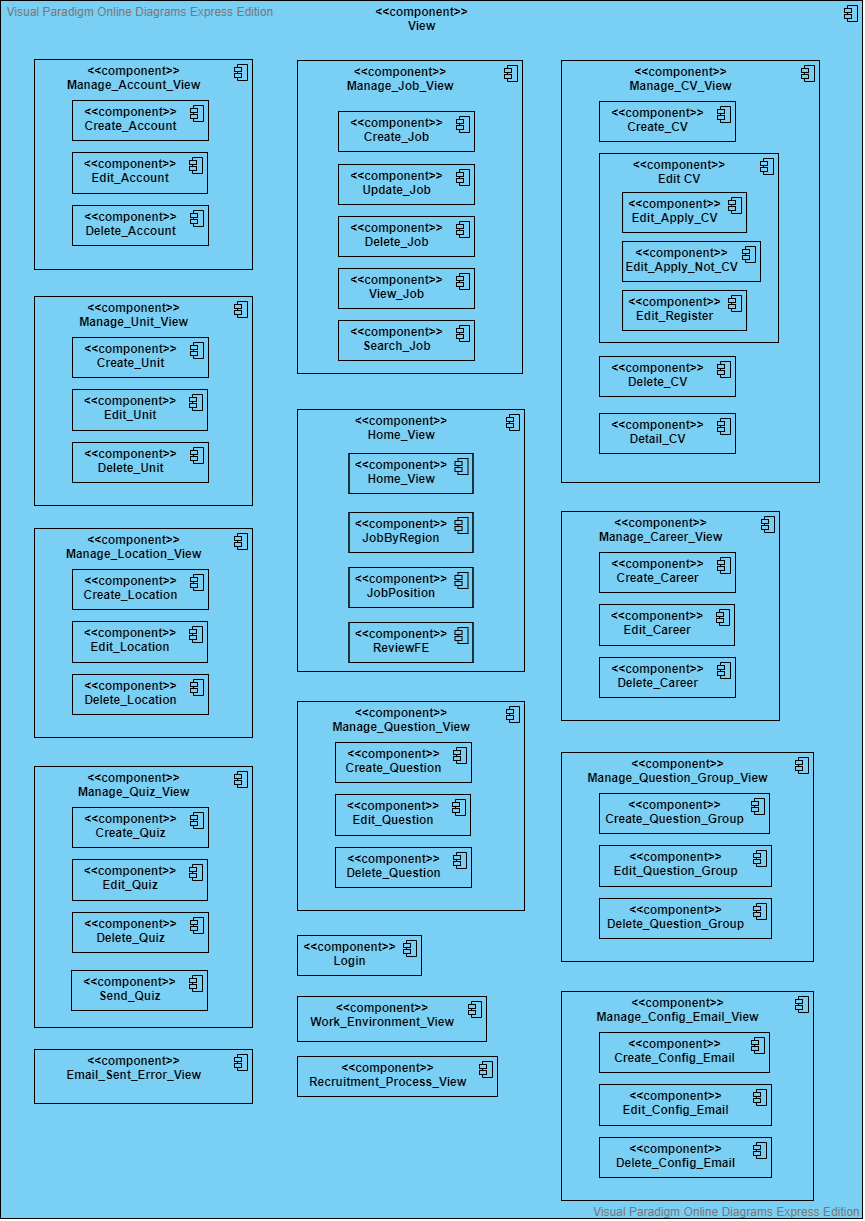 Visual Paradigm Online Diagrams Express Edition
<<component>>
View
<<component>>
Manage_Account_View
<<component>>
Create_Account
<<component>>
Edit_Account
<<component>>
Delete_Account
<<component>>
Manage_Unit_View
<<component>>
Create_Unit
<<component>>
Edit_Unit
<<component>>
Delete_Unit
<<component>>
Manage_Location_View
<<component>>
Create_Location
<<component>>
Edit_Location
<<component>>
Delete_Location
<<component>>
Manage_Quiz_View
<<component>>
Create_Quiz
<<component>>
Edit_Quiz
<<component>>
Delete_Quiz
<<component>>
Send_Quiz
<<component>>
Email_Sent_Error_View
<<component>>
Manage_Job_View
<<component>>
Create_Job
<<component>>
Update_Job
<<component>>
Delete_Job
<<component>>
View_Job
<<component>>
Search_Job
<<component>>
Home_View
<<component>>
Home_View
<<component>>
JobByRegion
<<component>>
JobPosition
<<component>>
ReviewFE
<<component>>
Manage_Question_View
<<component>>
Create_Question
<<component>>
Edit_Question
<<component>>
Delete_Question
<<component>>
Login
<<component>>
Work_Environment_View
<<component>>
Recruitment_Process_View
<<component>>
Manage_CV_View
<<component>>
Create_CV
<<component>>
Edit CV
<<component>>
Edit_Apply_CV
<<component>>
Edit_Apply_Not_CV
<<component>>
Edit_Register
<<component>>
Delete_CV
<<component>>
Detail_CV
<<component>>
Manage_Career_View
<<component>>
Create_Career
<<component>>
Edit_Career
<<component>>
Delete_Career
<<component>>
Manage_Question_Group_View
<<component>>
Create_Question_Group
<<component>>
Edit_Question_Group
<<component>>
Delete_Question_Group
<<component>>
Manage_Config_Email_View
<<component>>
Create_Config_Email
<<component>>
Edit_Config_Email
<<component>>
Delete_Config_Email
Visual Paradigm Online Diagrams Express Edition